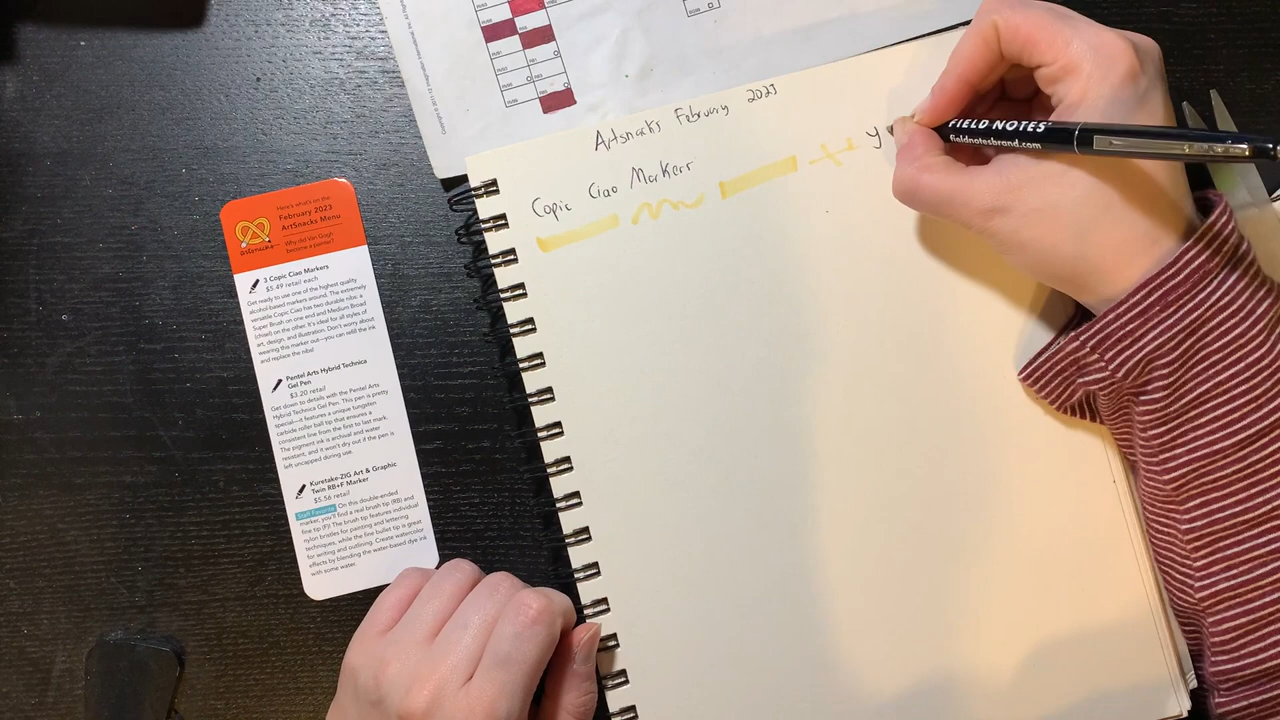 Here's what's on the
February 2023
ArtSnacks Menu
Why did Van Gogh
become a painter?
artsnacks
3 Copic Ciao Markers
$5.49 retail each
Get ready to use one of the highest quality
alcohol-based markers around. The extremely
versatile Copic Ciao has two durable nibs: a
Super Brush on one end and Medium Broad
(chisel) on the other. It's ideal for all styles of
art, design, and illustration. Don't worry about
wearing this marker out—you can refill the ink
and replace the nibs!
Pentel Arts Hybrid Technica
Gel Pen
$3.20 retail
Get down to details with the Pentel Arts
Hybrid Technica Gel Pen. This pen is pretty
special—it features a unique tungsten
carbide roller ball tip that ensures a
consistent line from the first to last mark.
The pigment ink is archival and water
resistant, and it won't dry out if the pen is
left uncapped during use.
Kuretake-ZIG Art & Graphic
Twin RB+F Marker
$5.56 retail
Staff Favorite On this double-ended
marker, you'll find a real brush tip (RB) and
fine tip (F)! The brush tip features individual
nylon bristles for painting and lettering
techniques, while the fine bullet tip is great
for writing and outlining. Create watercolor
effects by blending the water-based dye ink
with some water.
Artsnacks February 2023
Copic Ciao Markers
FIELD NOTES
fieldnotesbrand.com